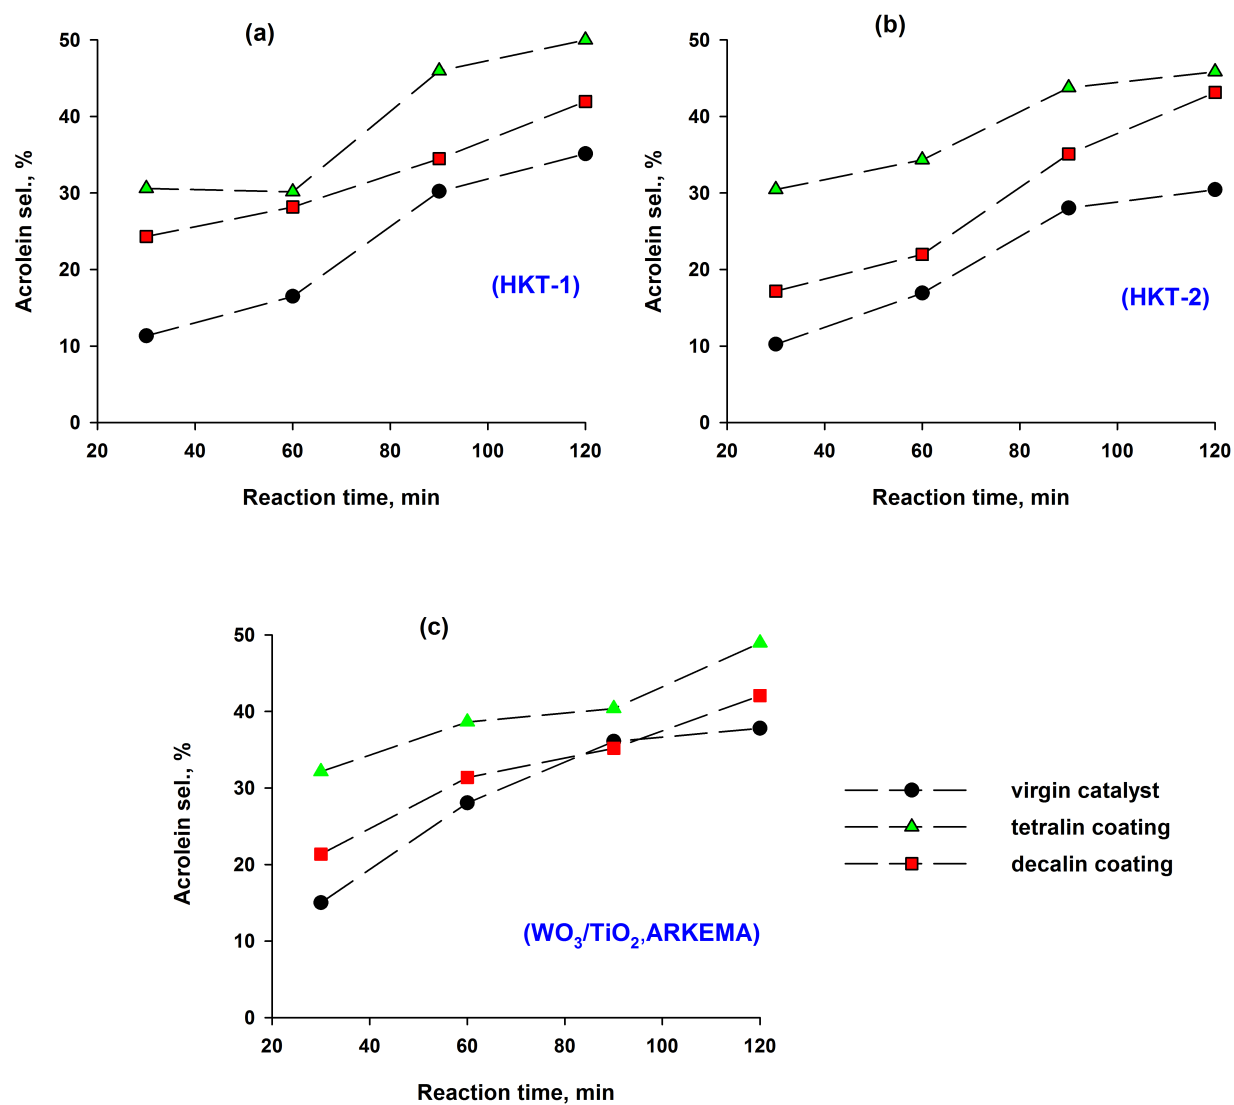 (a)
50
40
30
20
10
0
Acrolein sel., %
(HKT-1)
20 40 60 80 100 120
Reaction time, min
(b)
50
40
30
20
10
0
Acrolein sel., %
(HKT-2)
20 40 60 80 100 120
Reaction time, min
(c)
50
40
30
20
10
0
Acrolein sel., %
(WO₃/TiO₂,ARKEMA)
20 40 60 80 100 120
Reaction time, min
virgin catalyst
tetralin coating
decalin coating